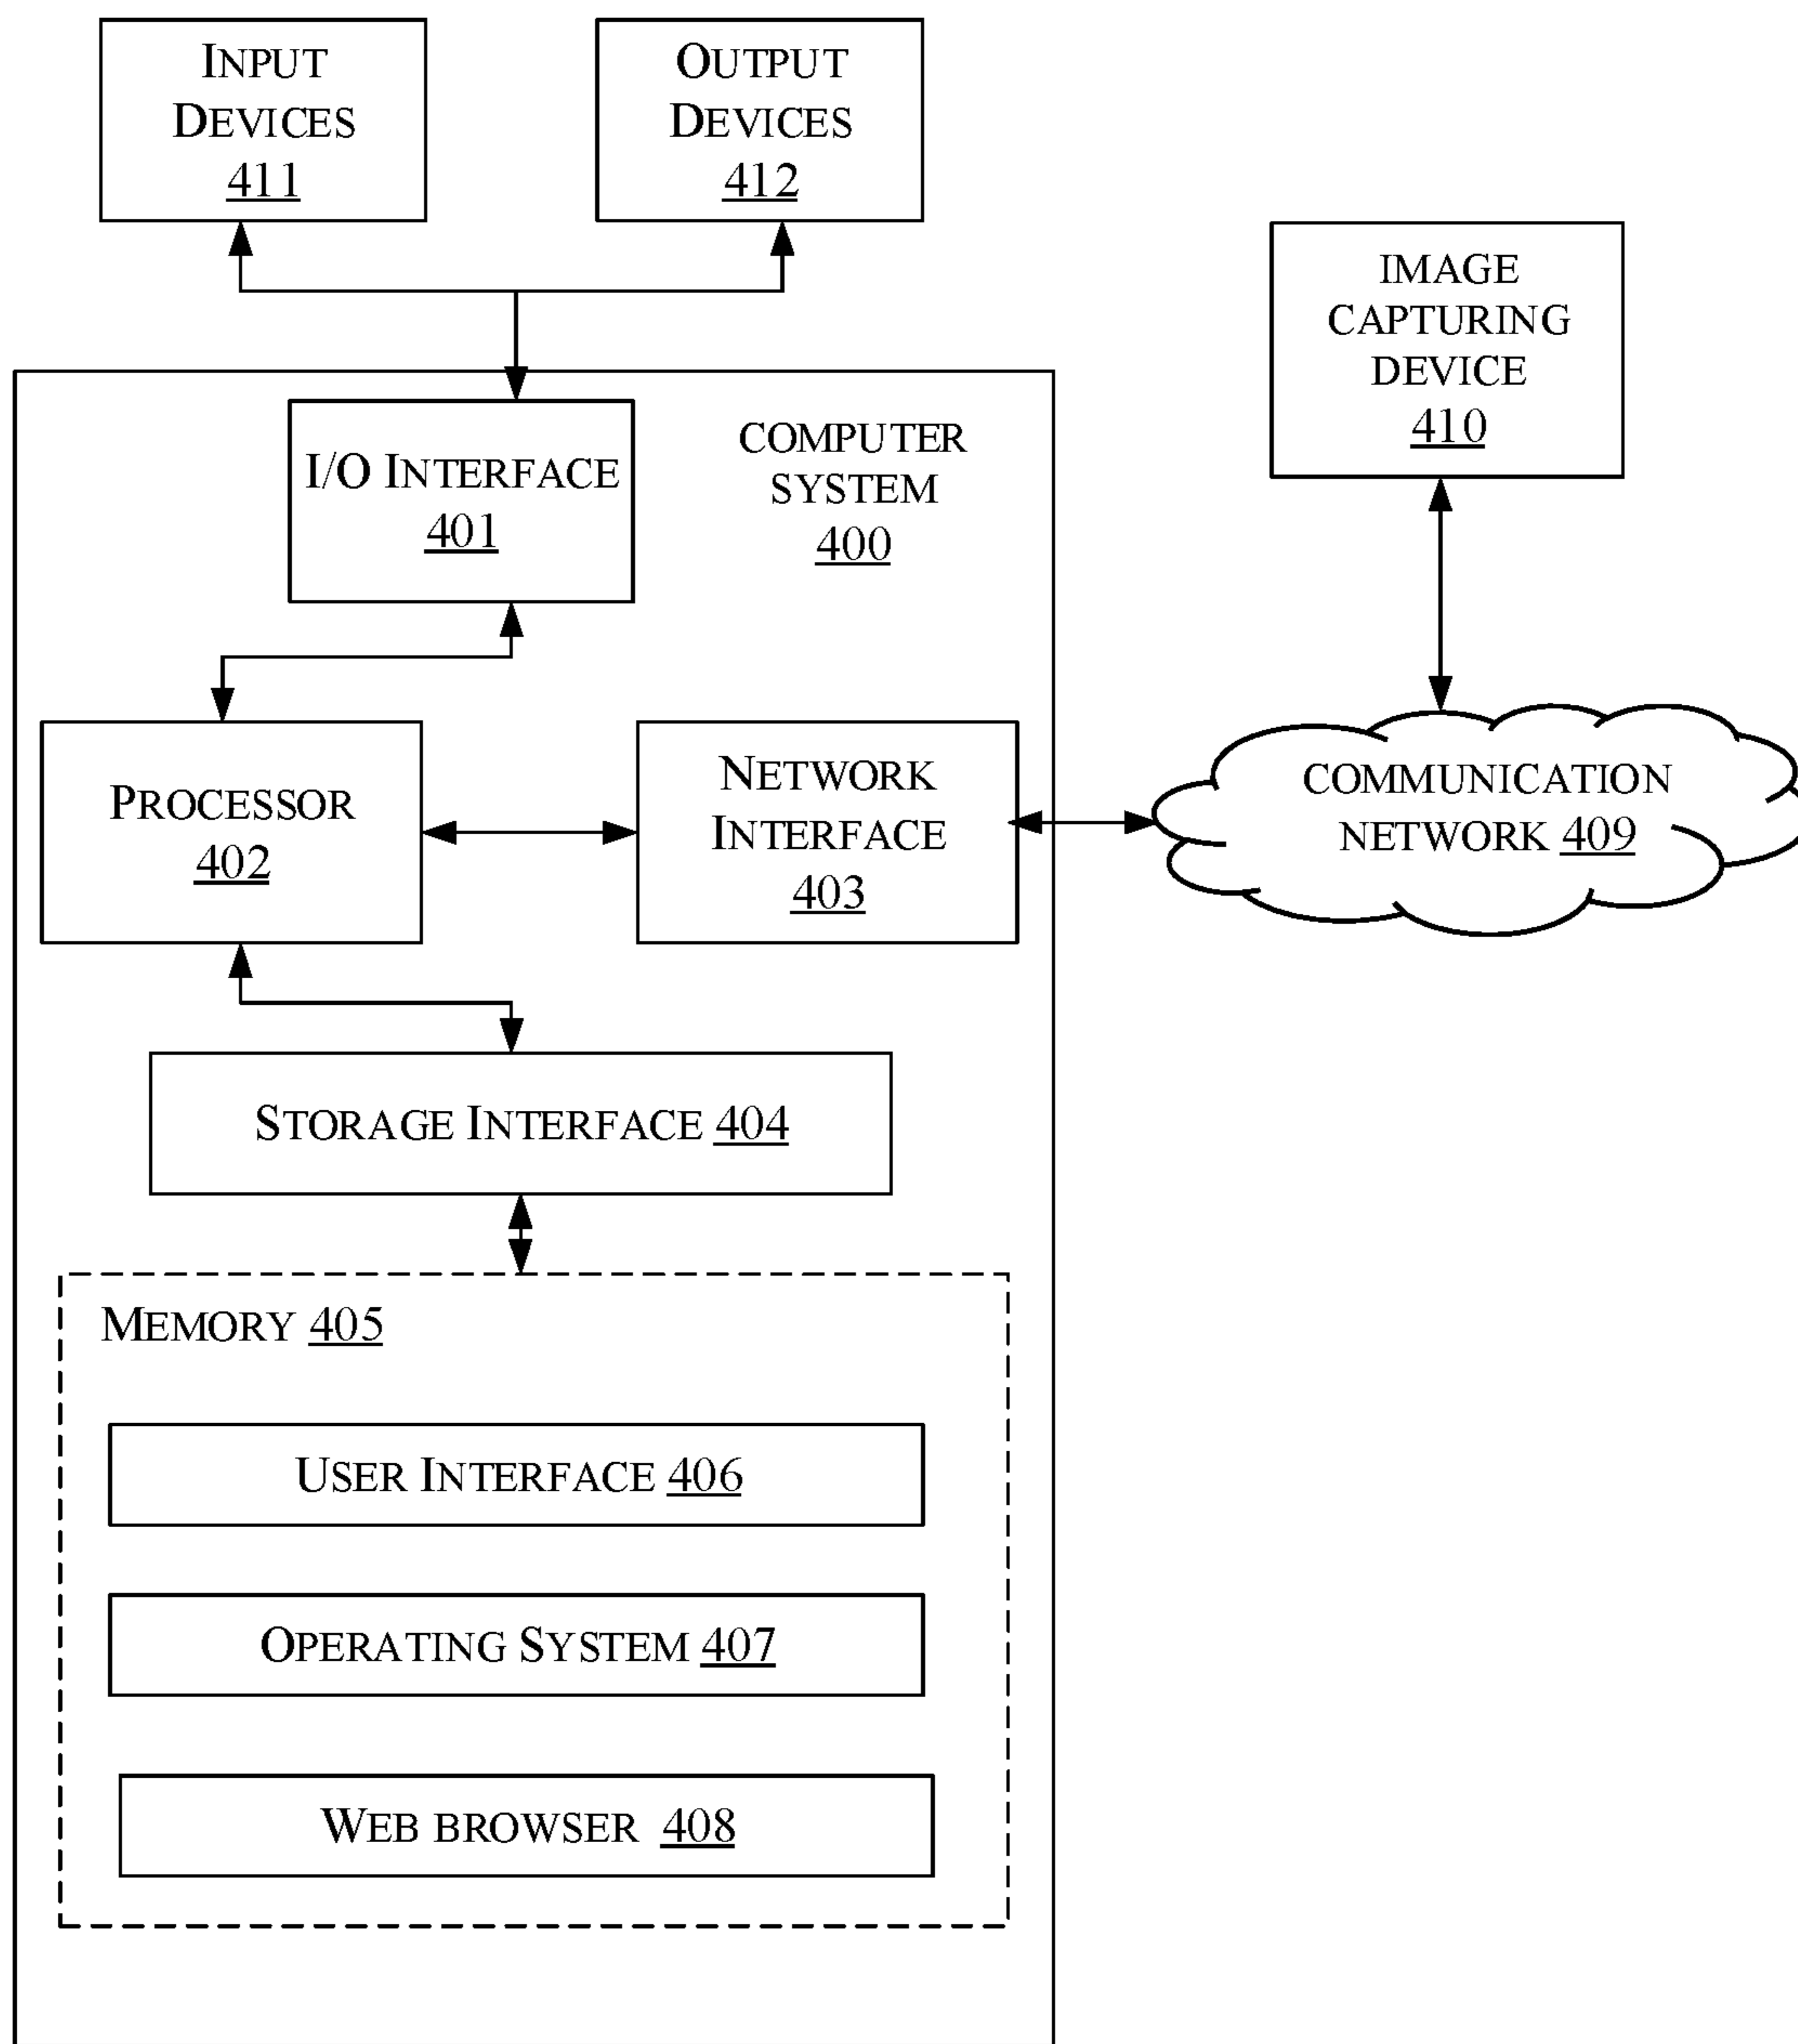 INPUT
DEVICES
411
OUTPUT
DEVICES
412
IMAGE
CAPTURING
DEVICE
410
I/O INTERFACE
401
COMPUTER
SYSTEM
400
PROCESSOR
402
NETWORK
INTERFACE
403
COMMUNICATION
NETWORK 409
STORAGE INTERFACE 404
MEMORY 405
USER INTERFACE 406
OPERATING SYSTEM 407
WEB BROWSER 408